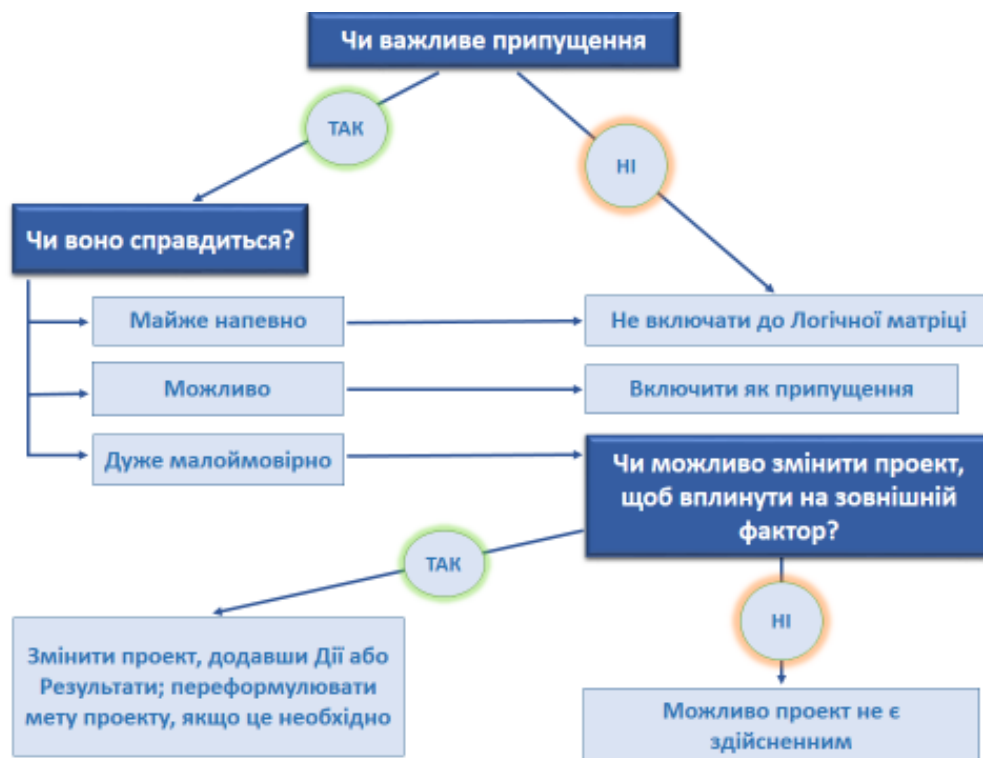 Чи важливе припущення
ТАК
НІ
Чи воно справдиться?
Майже напевно
Не включати до Логічної матріці
Можливо
Включити як припущення
Дуже малоймовірно
Чи можливо змінити проект,
щоб вплинути на зовнішній
фактор?
ТАК
НІ
Змінити проект, додавши Дії або
Результати; переформулювати
мету проекту, якщо це необхідно
Можливо проект не є
здійсненним